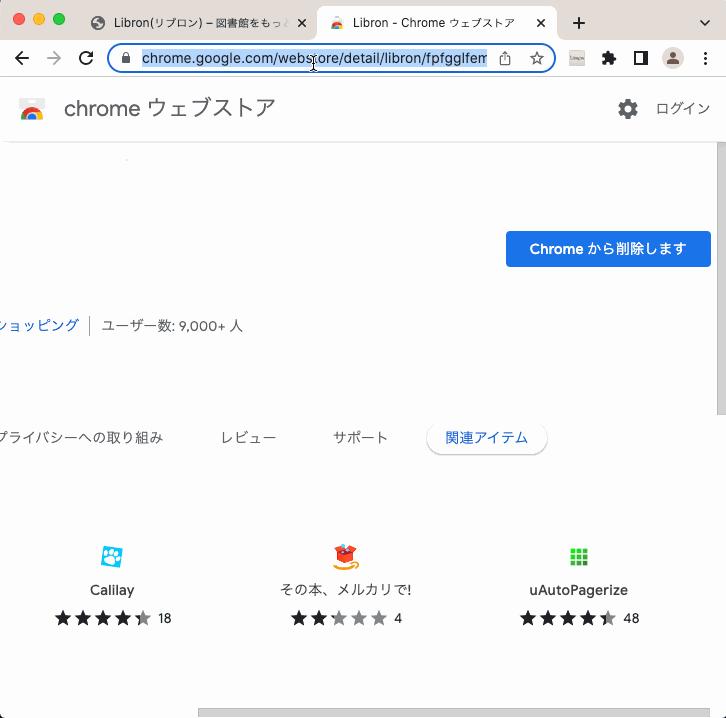 Libron(リブロン) – 図書館をもっと
Libron - Chrome ウェブストア
chrome.google.com/webstore/detail/libron/fpfgglfem
chrome ウェブストア
ログイン
Chrome から削除します
ショッピング
ユーザー数: 9,000+ 人
プライバシーへの取り組み
レビュー
サポート
関連アイテム
Calilay
その本、メルカリで!
uAutoPagerize
18
4
48